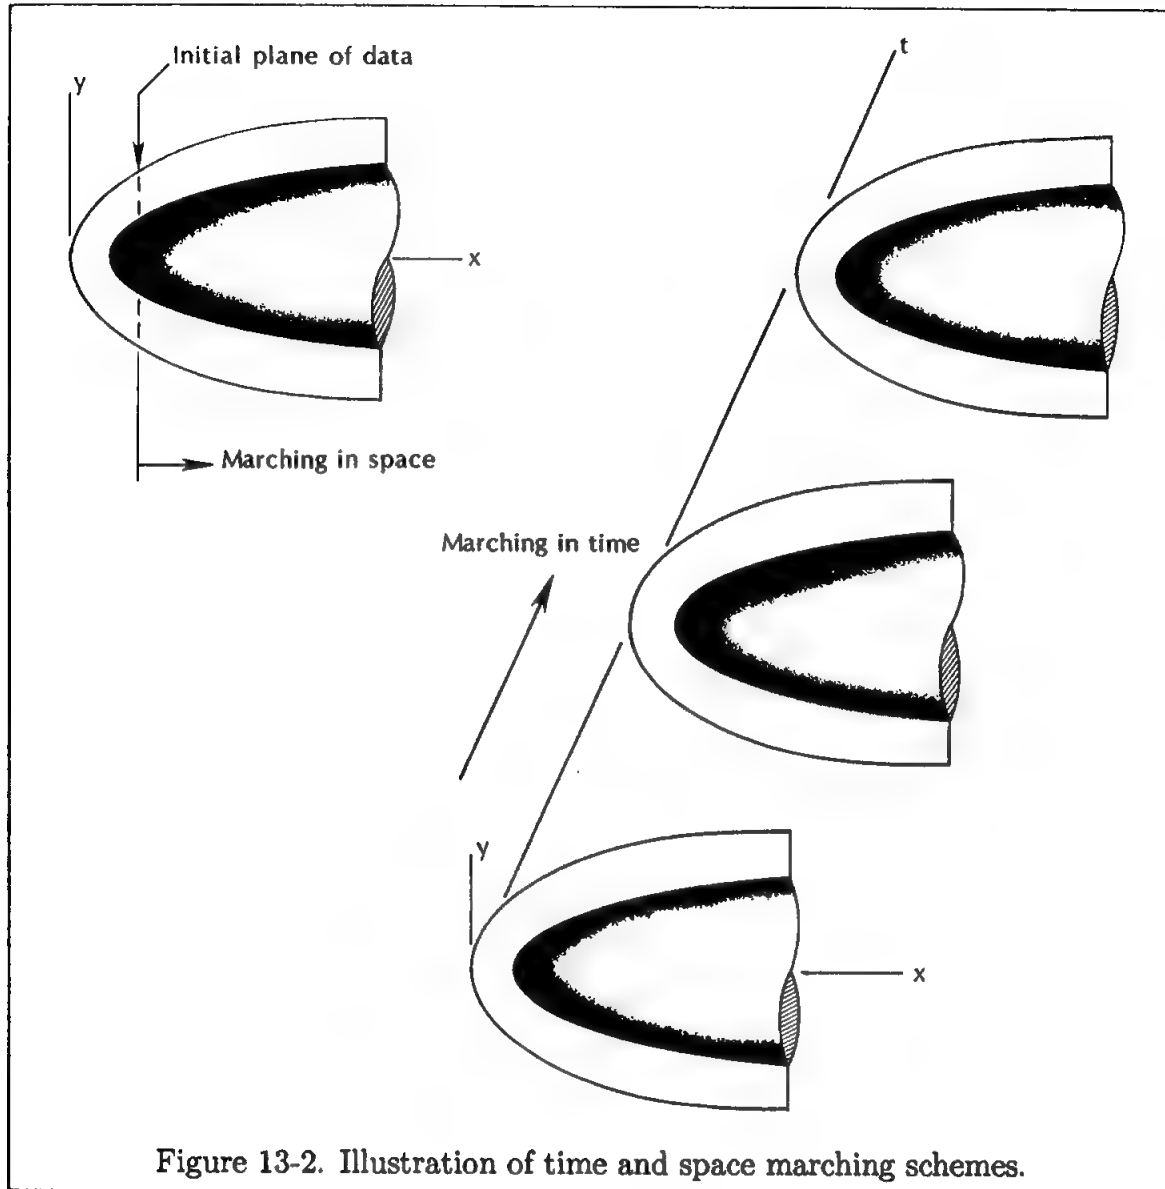 Initial plane of data
y
t
x
Marching in space
Marching in time
y
x
Figure 13-2. Illustration of time and space marching schemes.